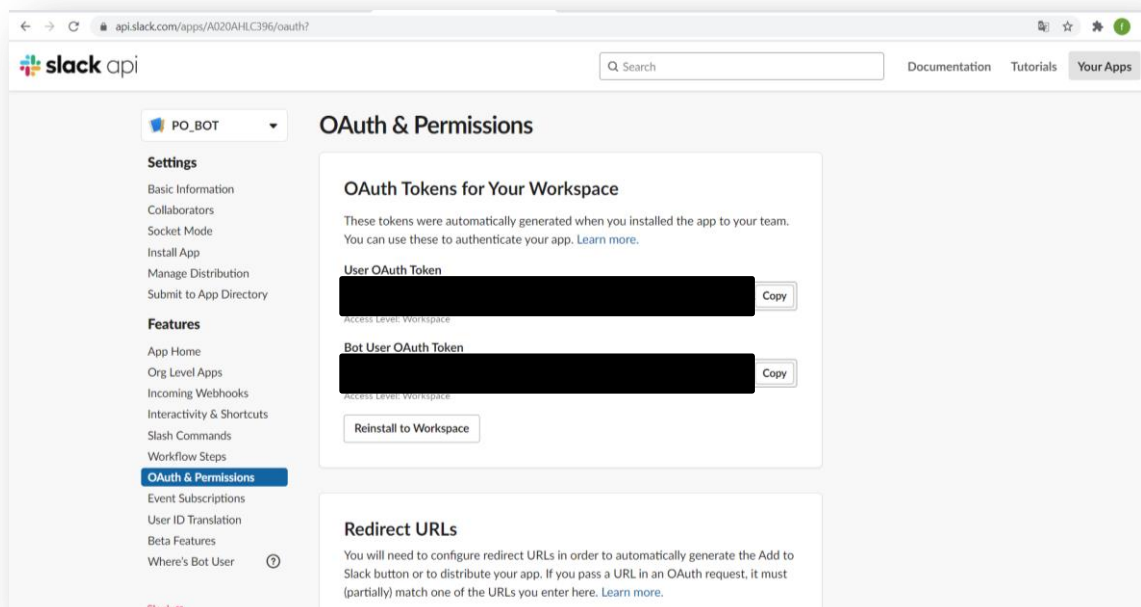 api.slack.com/apps/A020AHLC396/oauth?
slack api
Search
Documentation
Tutorials
Your Apps
PO_BOT
Settings
Basic Information
Collaborators
Socket Mode
Install App
Manage Distribution
Submit to App Directory
Features
App Home
Org Level Apps
Incoming Webhooks
Interactivity & Shortcuts
Slash Commands
Workflow Steps
OAuth & Permissions
Event Subscriptions
User ID Translation
Beta Features
Where's Bot User
OAuth & Permissions
OAuth Tokens for Your Workspace
These tokens were automatically generated when you installed the app to your team.
You can use these to authenticate your app. Learn more.
User OAuth Token
Copy
Access Level: Workspace
Bot User OAuth Token
Copy
Access Level: Workspace
Reinstall to Workspace
Redirect URLs
You will need to configure redirect URLs in order to automatically generate the Add to
Slack button or to distribute your app. If you pass a URL in an OAuth request, it must
(partially) match one of the URLs you enter here. Learn more.